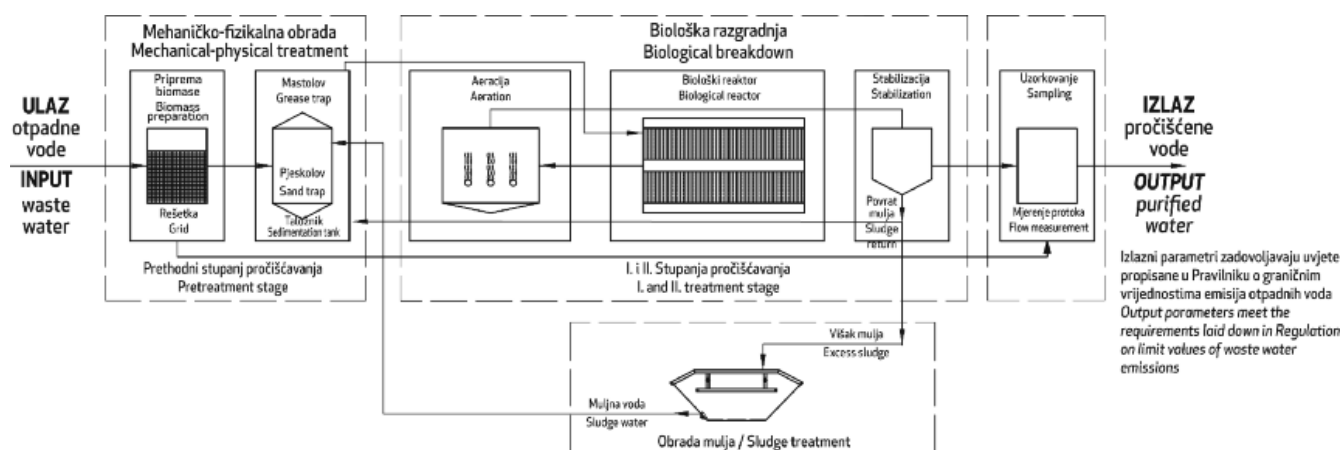 Mehaničko-fizikalna obrada
Mechanical-physical treatment
Biološka razgradnja
Biological breakdown
ULAZ
otpadne
vode
INPUT
waste
water
Priprema
biomase
Biomass
preparation
Rešetka
Grid
Mastolov
Grease trap
Pjeskolov
Sand trap
Taložnik
Sedimentation tank
Aeracija
Aeration
Biološki reaktor
Biological reactor
Stabilizacija
Stabilization
Povrat
mulja
Sludge
return
Uzorkovanje
Sampling
Mjerenje protoka
Flow measurement
IZLAZ
pročišćene
vode
OUTPUT
purified
water
Prethodni stupanj pročišćavanja
Pretreatment stage
I. i II. Stupanja pročišćavanja
I. and II. treatment stage
Izlazni parametri zadovoljavaju uvjete
propisane u Pravilniku o graničnim
vrijednostima emisija otpadnih voda
Output parameters meet the
requirements laid down in Regulation
on limit values of waste water
emissions
Višak mulja
Excess sludge
Muljna voda
Sludge water
Obrada mulja / Sludge treatment